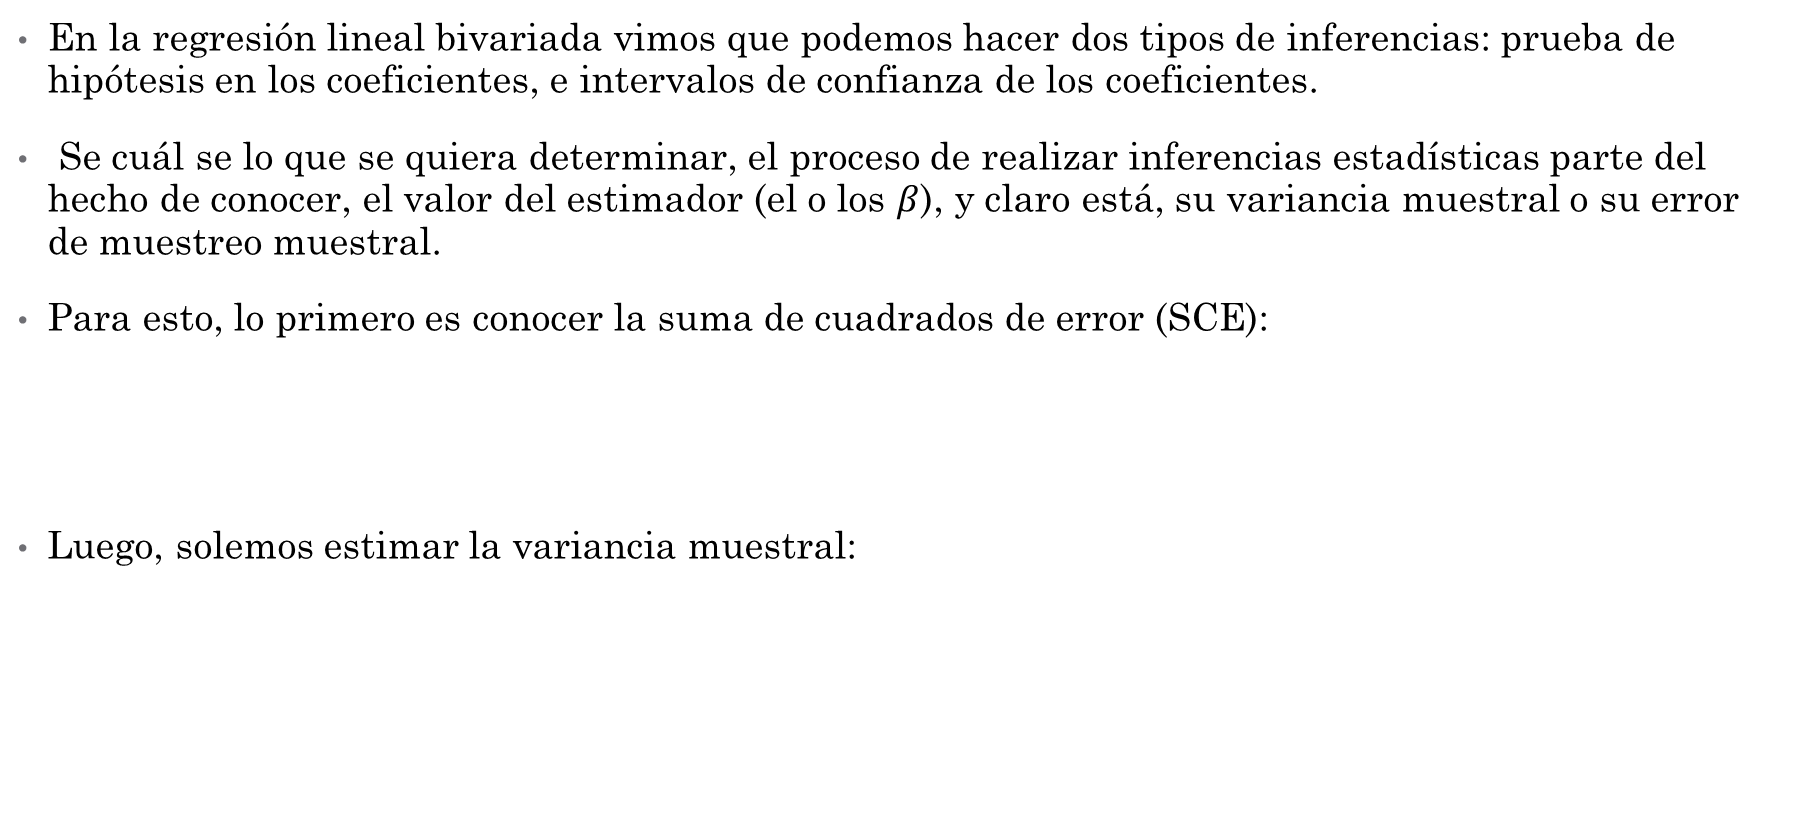 • En la regresión lineal bivariada vimos que podemos hacer dos tipos de inferencias: prueba de
hipótesis en los coeficientes, e intervalos de confianza de los coeficientes.
• Se cuál se lo que se quiera determinar, el proceso de realizar inferencias estadísticas parte del
hecho de conocer, el valor del estimador (el o los β), y claro está, su variancia muestral o su error
de muestreo muestral.
• Para esto, lo primero es conocer la suma de cuadrados de error (SCE):
• Luego, solemos estimar la variancia muestral: